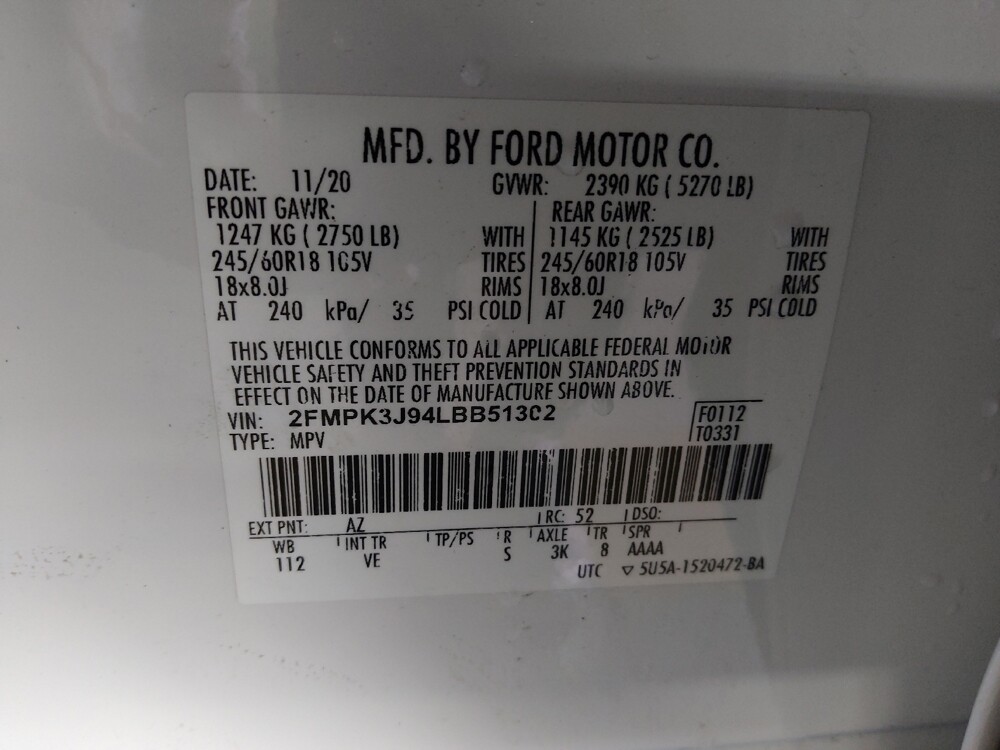 MFD. BY FORD MOTOR CO.
DATE: 11/20 GVWR: 2390 KG ( 5270 LB)
FRONT GAWR: REAR GAWR:
1247 KG ( 2750 LB) WITH 1145 KG ( 2525 LB) WITH
245/60R18 105V TIRES 245/60R18 105V TIRES
18x8.0J RIMS 18x8.0J RIMS
AT 240 kPa/ 35 PSI COLD AT 240 kPa/ 35 PSI COLD
THIS VEHICLE CONFORMS TO ALL APPLICABLE FEDERAL MOTOR
VEHICLE SAFETY AND THEFT PREVENTION STANDARDS IN
EFFECT ON THE DATE OF MANUFACTURE SHOWN ABOVE.
VIN: 2FMPK3J94LBB51302 F0112
TYPE: MPV T0331
EXT PNT: AZ RC: 52 DSO:
WB INT TR TP/PS R AXLE TR SPR
112 VE S 3K 8 AAAA
UTC ▽ 5U5A-1520472-BA